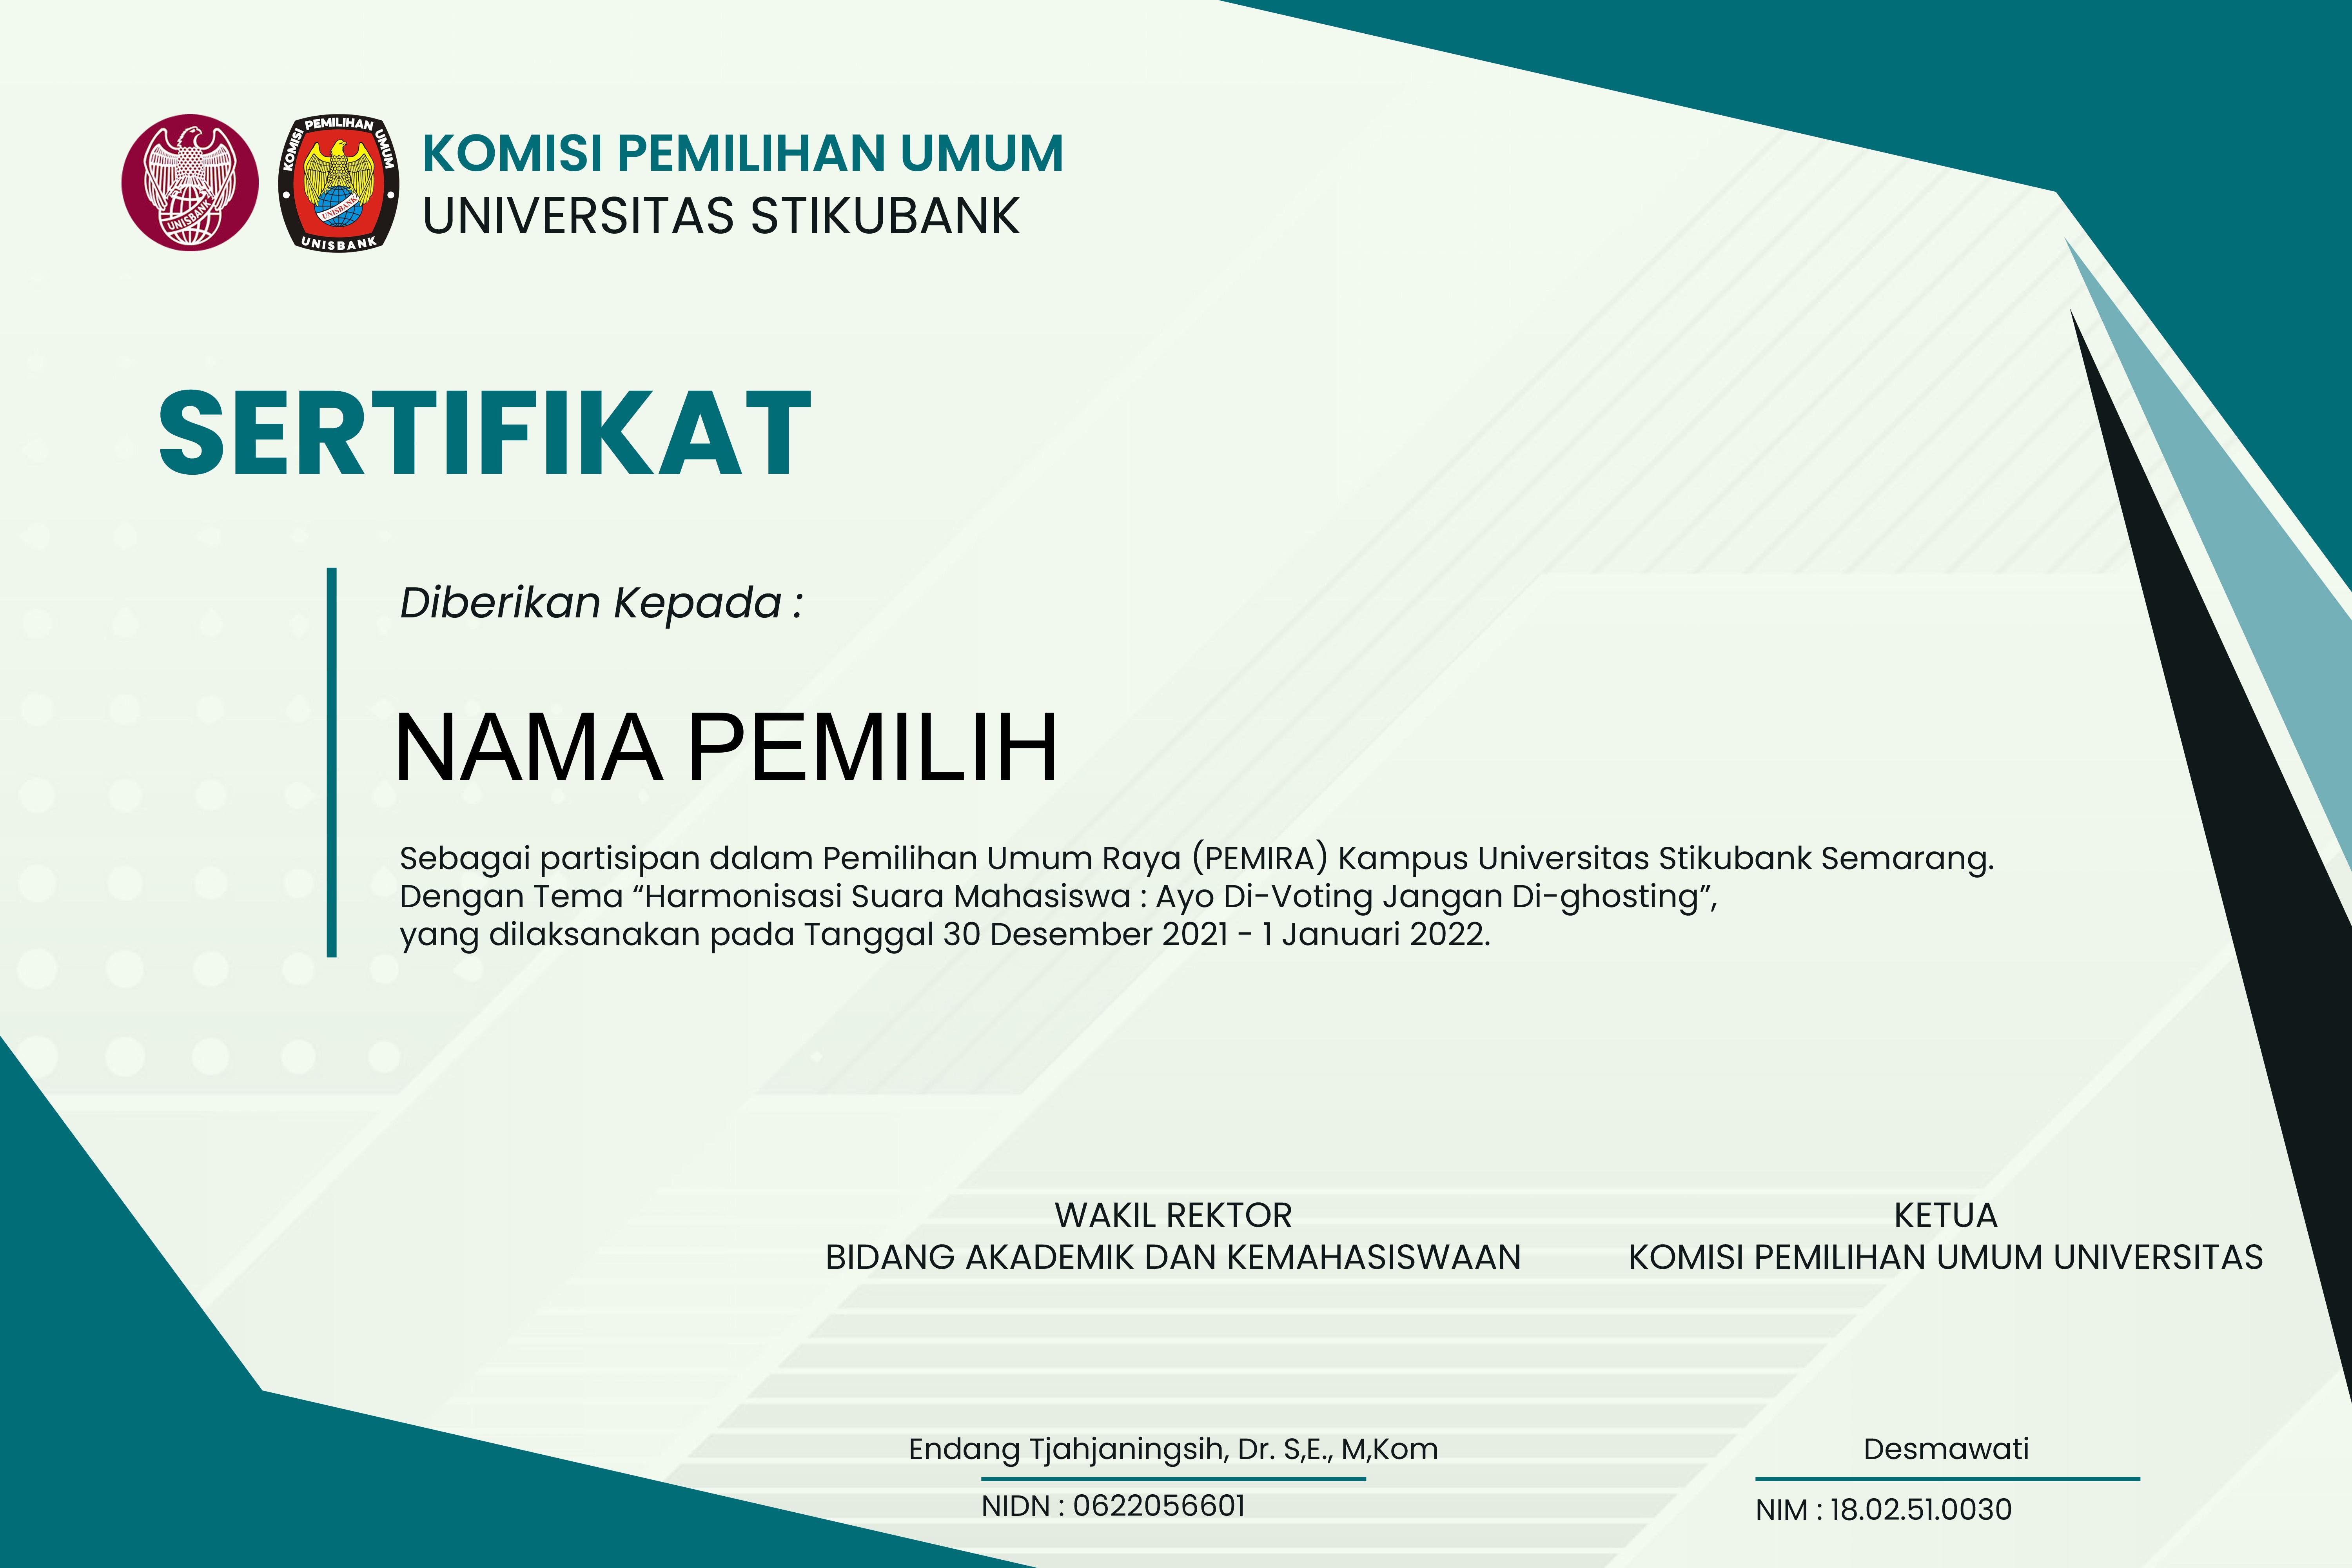 KOMISI PEMILIHAN UMUM
UNISBANK
UNISBANK
UNISBANK
KOMISI PEMILIHAN UMUM
UNIVERSITAS STIKUBANK
SERTIFIKAT
Diberikan Kepada :
NAMA PEMILIH
Sebagai partisipan dalam Pemilihan Umum Raya (PEMIRA) Kampus Universitas Stikubank Semarang.
Dengan Tema “Harmonisasi Suara Mahasiswa : Ayo Di-Voting Jangan Di-ghosting”,
yang dilaksanakan pada Tanggal 30 Desember 2021 - 1 Januari 2022.
WAKIL REKTOR
BIDANG AKADEMIK DAN KEMAHASISWAAN
Endang Tjahjaningsih, Dr. S,E., M,Kom
NIDN : 0622056601
KETUA
KOMISI PEMILIHAN UMUM UNIVERSITAS
Desmawati
NIM : 18.02.51.0030